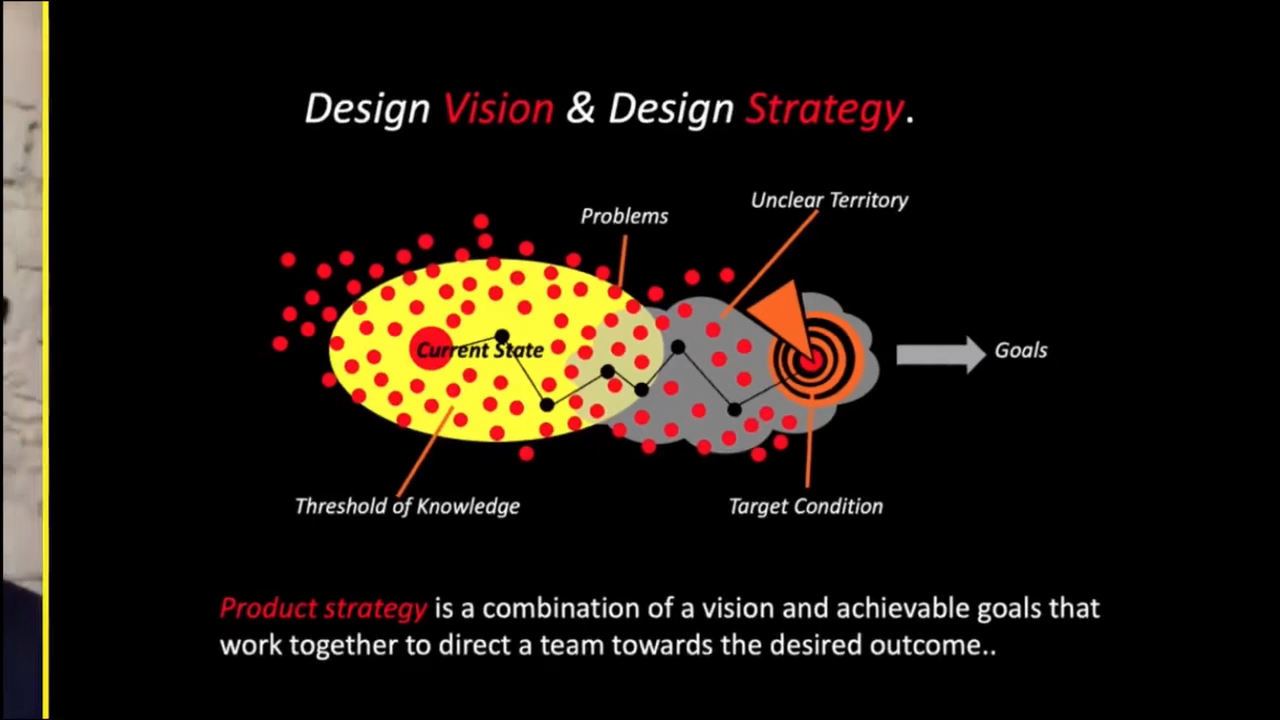 Design Vision & Design Strategy.
Unclear Territory
Problems
Current State
Goals
Threshold of Knowledge
Target Condition
Product strategy is a combination of a vision and achievable goals that
work together to direct a team towards the desired outcome..